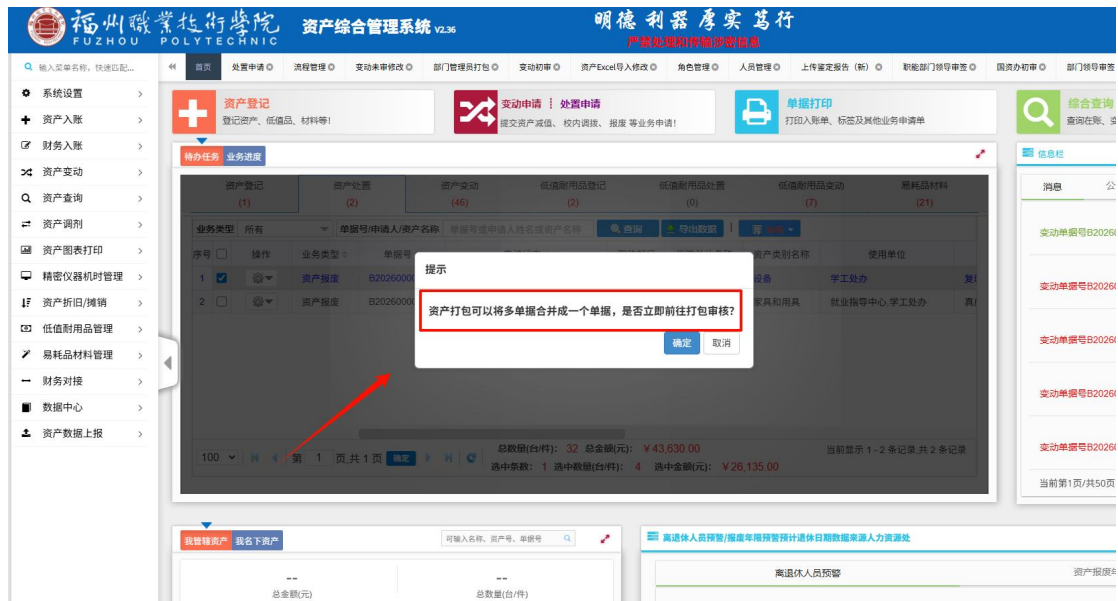 福州職業技術學院
FUZHOU POLYTECHNIC
资产综合管理系统 V2.36
明德 利器 厚实 笃行
严禁处理和传输涉密信息
输入菜单名称，快速匹配...
首页 处置申请 流程管理 变动未审修改 部门管理员打包 变动初审 资产Excel导入修改 角色管理 人员管理 上传鉴定报告（新） 职能部门领导审签 国资办初审 部门领导审签
系统设置
资产入账
财务入账
资产变动
资产查询
资产调剂
资产图表打印
精密仪器机时管理
资产折旧/摊销
低值耐用品管理
易耗品材料管理
财务对接
数据中心
资产数据上报
资产登记
登记资产、低值品、材料等!
变动申请 ┊ 处置申请
提交资产减值、 校内调拨、 报废 等业务申请!
单据打印
打印入账单、标签及其他业务申请单
综合查询
查询在账、
待办任务 业务进度
资产登记 资产处置 资产变动 低值耐用品登记 低值耐用品处置 低值耐用品变动 易耗品材料
(1) (2) (46) (2) (0) (7) (21)
业务类型 所有 单据号/申请人/资产名称 单据号或申请人姓名或资产名称 查询 导出数据
序号 操作 业务类型 单据号 资产类别名称 使用单位
1 资产报废 B20260000 设备 学工处办
2 资产报废 B20260000 家具和用具 就业指导中心,学工处办
提示
资产打包可以将多单据合并成一个单据，是否立即前往打包审核?
确定 取消
100 第 1 页,共 1 页 确定
总数量(台/件): 32 总金额(元): ￥43,630.00
当前显示 1 - 2 条记录,共 2 条记录
选中条数: 1 选中数量(台/件): 4 选中金额(元): ￥26,135.00
信息栏
消息 公
变动单据号B20260
变动单据号B20260
变动单据号B20260
变动单据号B20260
变动单据号B20260
当前第1页/共50页
我管辖资产 我名下资产
可输入名称、资产号、单据号
--
总金额(元)
--
总数量(台/件)
离退休人员预警/报废年限预警预计退休日期数据来源人力资源处
离退休人员预警 资产报废年